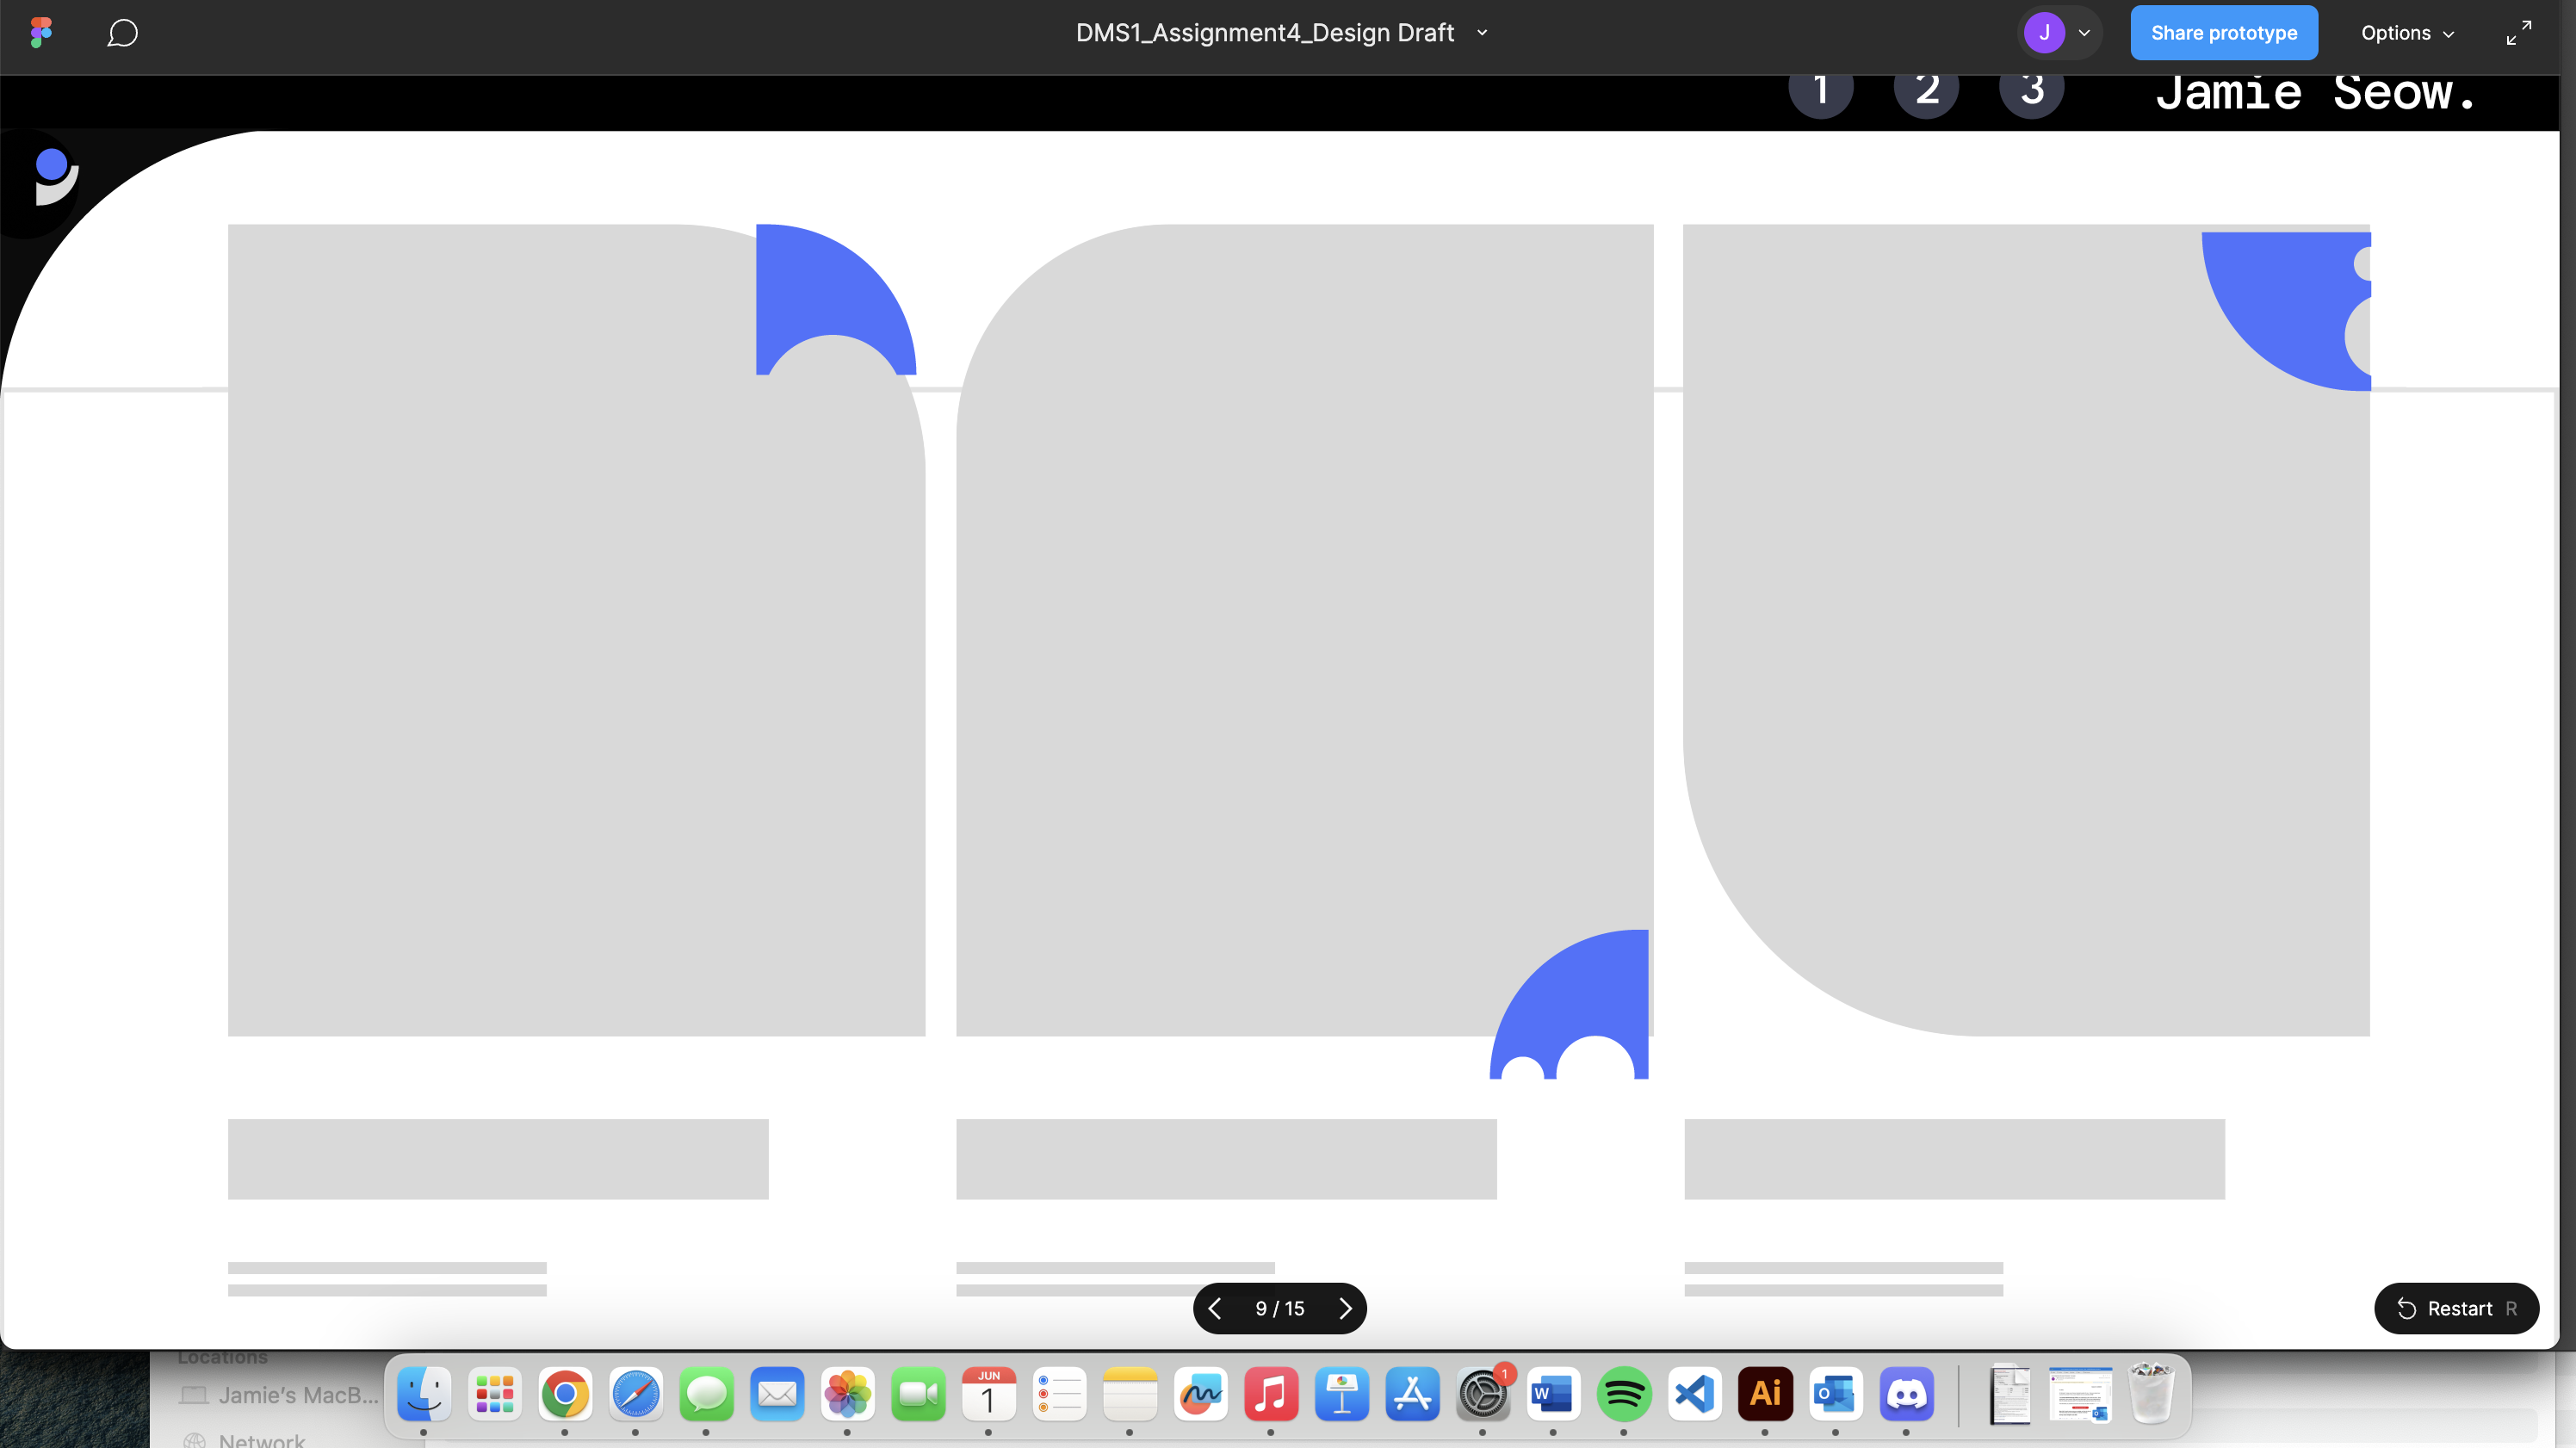 DMS1_Assignment4_Design Draft
J
Share prototype
Options
1 2 3 Jamie Seow.
9 / 15
Restart R
Locations
Jamie's MacB...
Network
JUN
1
1
W
Ai
O